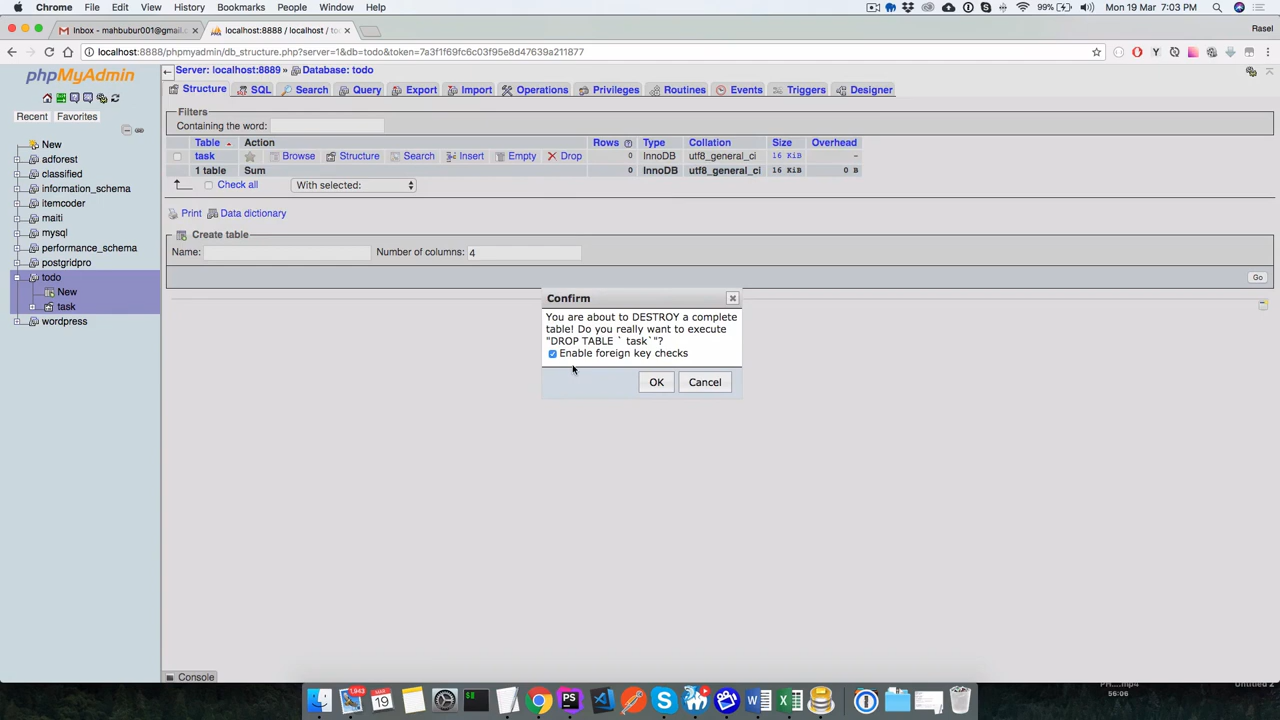 Chrome File Edit View History Bookmarks People Window Help 99% Mon 19 Mar 7:03 PM
Inbox - mahbubur001@gmail.c localhost:8888 / localhost / to Rasel
localhost:8888/phpmyadmin/db_structure.php?server=1&db=todo&token=7a3f1f69fc6c03f95e8d47639a211877
phpMyAdmin
Recent Favorites
New
adforest
classified
information_schema
itemcoder
maiti
mysql
performance_schema
postgridpro
todo
New
task
wordpress
Server: localhost:8889 » Database: todo
Structure SQL Search Query Export Import Operations Privileges Routines Events Triggers Designer
Filters
Containing the word:
Table Action Rows Type Collation Size Overhead
task Browse Structure Search Insert Empty Drop 0 InnoDB utf8_general_ci 16 KiB -
1 table Sum 0 InnoDB utf8_general_ci 16 KiB 0 B
Check all With selected:
Print Data dictionary
Create table
Name: Number of columns: 4
Go
Confirm
You are about to DESTROY a complete
table! Do you really want to execute
"DROP TABLE ` task`"?
Enable foreign key checks
OK Cancel
Console
56:06
1,643
MAR
19